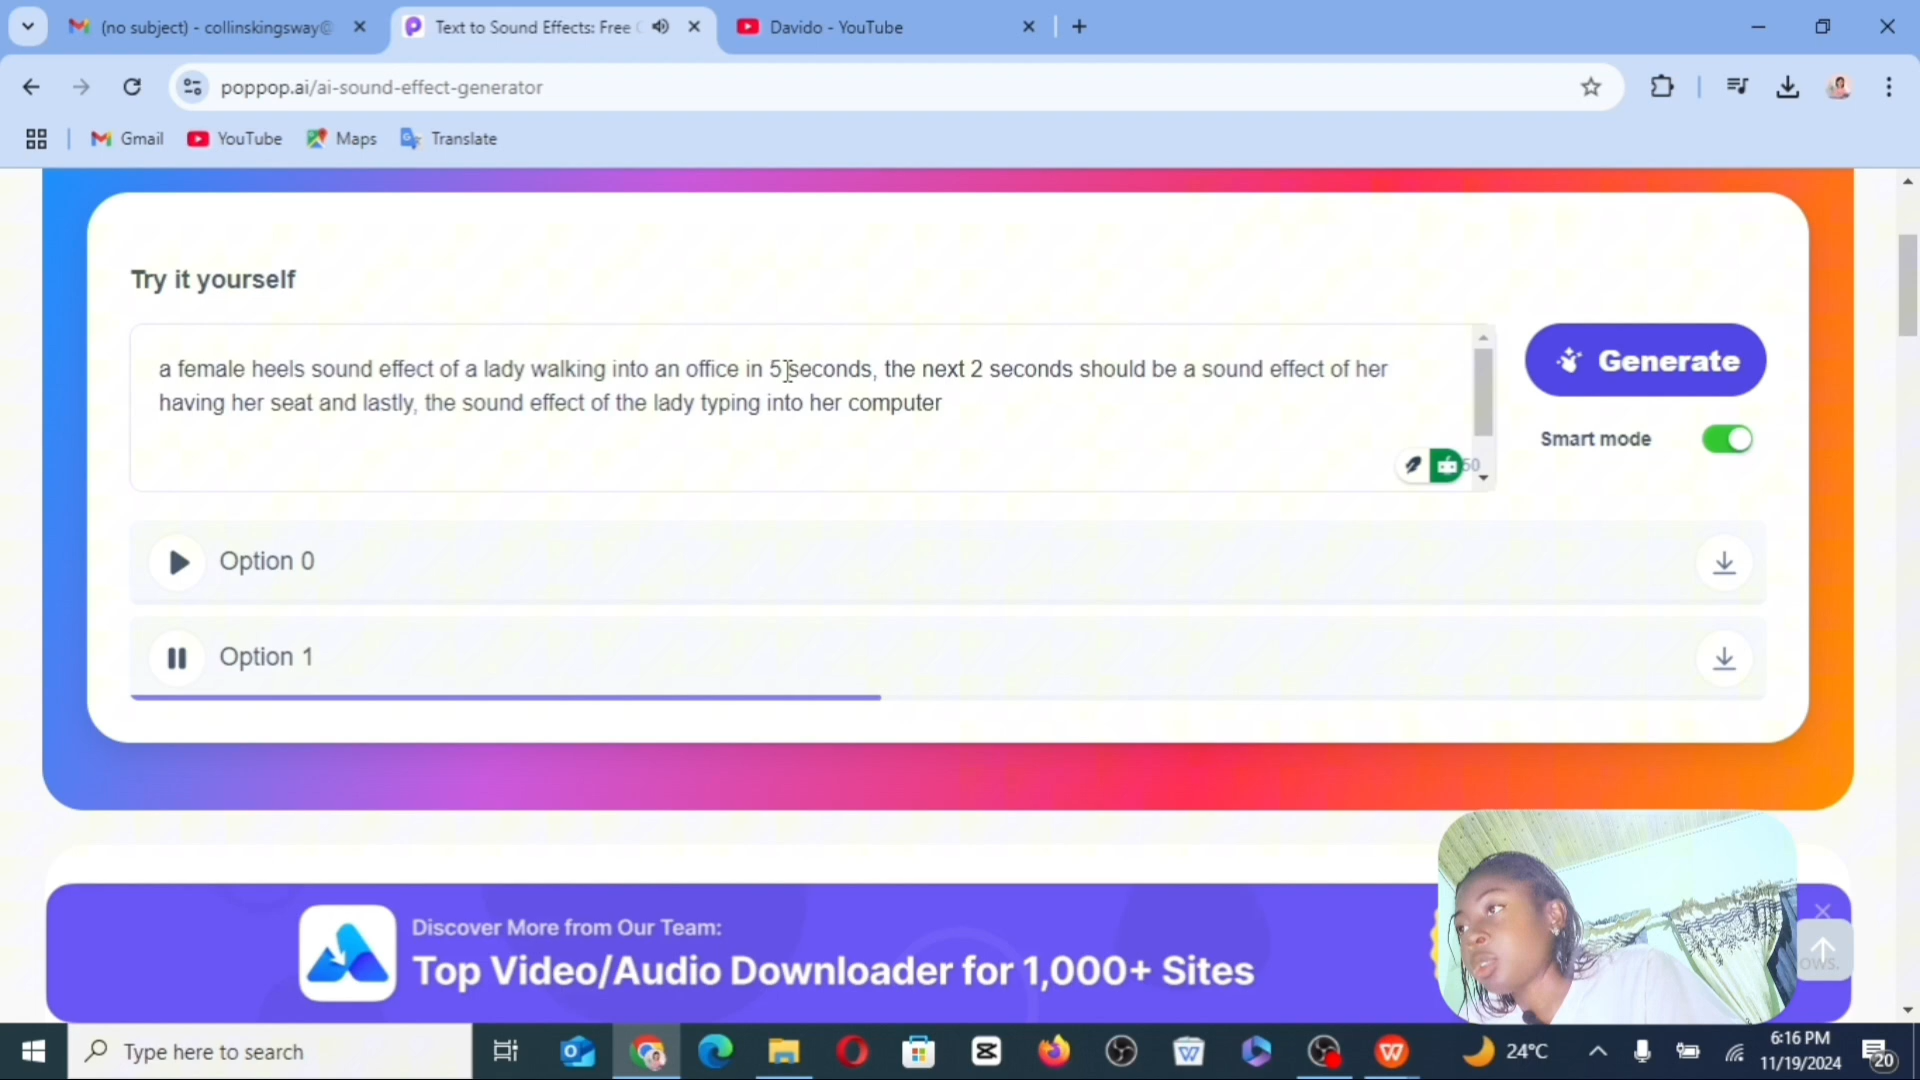 (no subject) - collinskingsway@
Text to Sound Effects: Free
Davido - YouTube
poppop.ai/ai-sound-effect-generator
Gmail
YouTube
Maps
Translate
Try it yourself
a female heels sound effect of a lady walking into an office in 5 seconds, the next 2 seconds should be a sound effect of her
having her seat and lastly, the sound effect of the lady typing into her computer
Generate
Smart mode
Option 0
Option 1
Discover More from Our Team:
Top Video/Audio Downloader for 1,000+ Sites
Type here to search
24°C
6:16 PM
11/19/2024
20